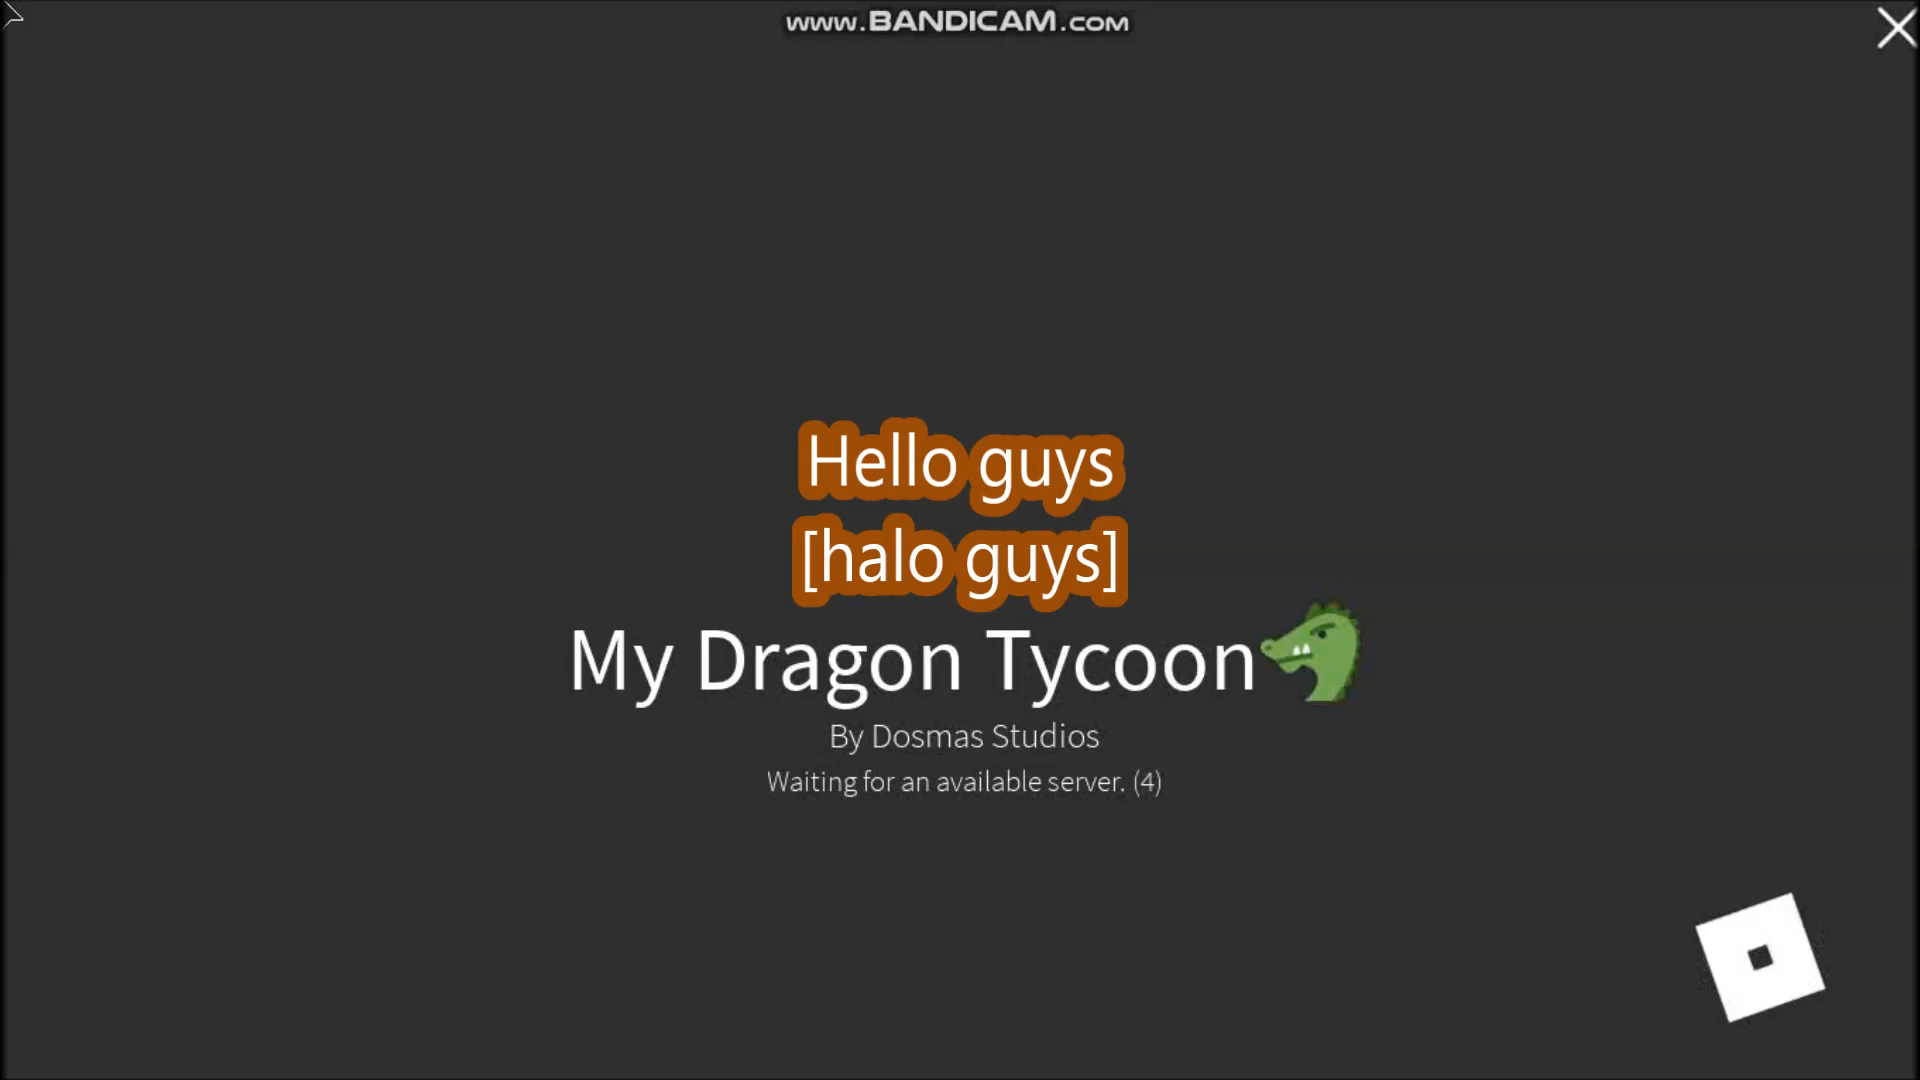 www.BANDICAM.com
Hello guys
[halo guys]
My Dragon Tycoon🐲
By Dosmas Studios
Waiting for an available server. (4)